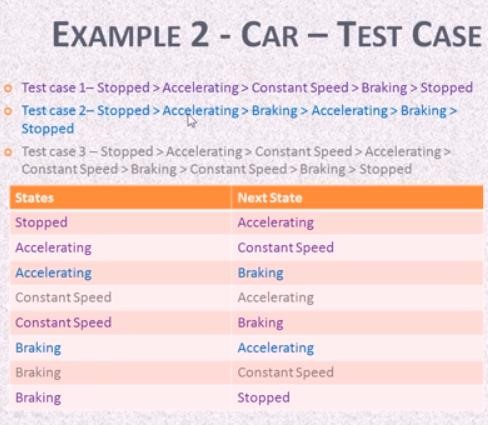 EXAMPLE 2 - CAR – TEST CASE
Test case 1– Stopped > Accelerating > Constant Speed > Braking > Stopped
Test case 2– Stopped > Accelerating > Braking > Accelerating > Braking >
Stopped
Test case 3 – Stopped > Accelerating > Constant Speed > Accelerating >
Constant Speed > Braking > Constant Speed > Braking > Stopped
States Next State
Stopped Accelerating
Accelerating Constant Speed
Accelerating Braking
Constant Speed Accelerating
Constant Speed Braking
Braking Accelerating
Braking Constant Speed
Braking Stopped